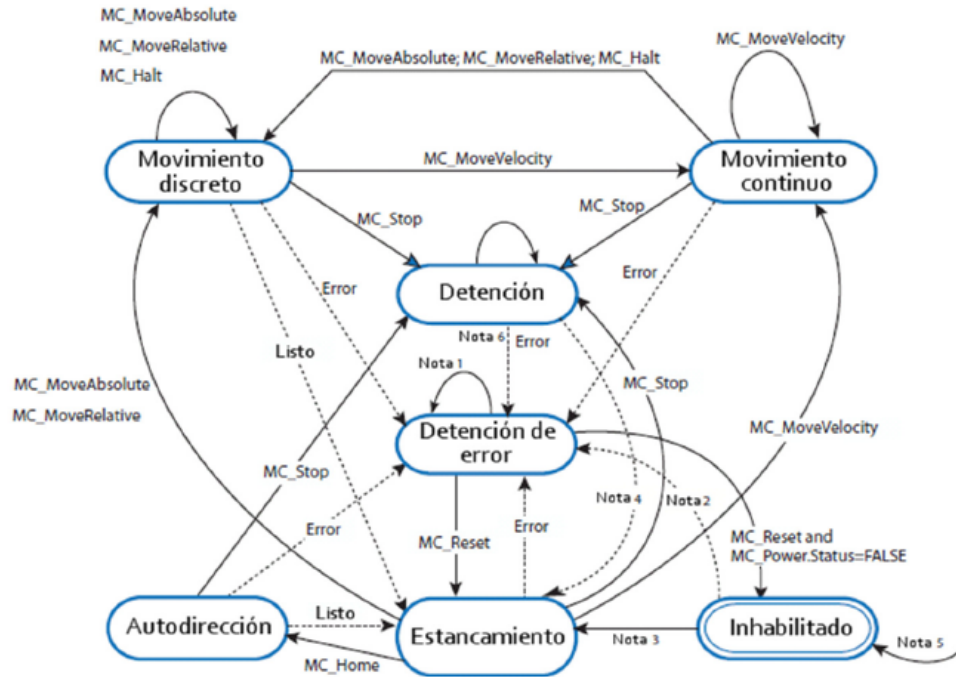 MC_MoveAbsolute
MC_MoveRelative
MC_Halt
MC_MoveAbsolute; MC_MoveRelative; MC_Halt
MC_MoveVelocity
Movimiento
discreto
MC_MoveVelocity
Movimiento
continuo
MC_Stop
MC_Stop
Error
Detención
Error
Listo
Nota 6
Error
Nota 1
MC_Stop
MC_MoveAbsolute
MC_MoveRelative
Detención de
error
MC_MoveVelocity
MC_Stop
Nota 4
Nota 2
Error
MC_Reset
Error
MC_Reset and
MC_Power.Status=FALSE
Autodirección
Listo
Estancamiento
Nota 3
Inhabilitado
Nota 5
MC_Home